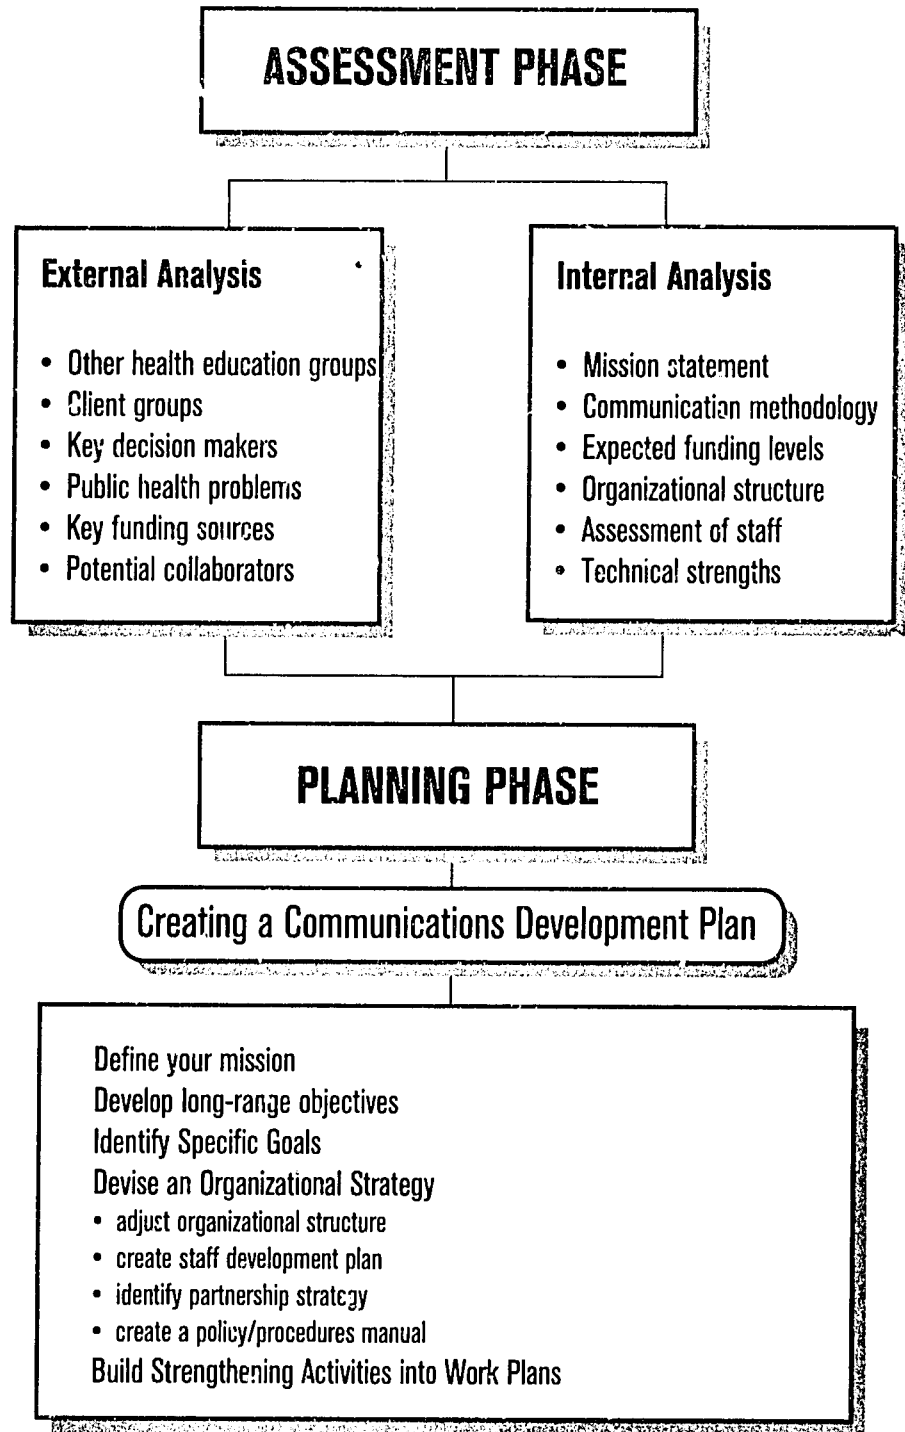 ASSESSMENT PHASE
External Analysis
• Other health education groups
• Client groups
• Key decision makers
• Public health problems
• Key funding sources
• Potential collaborators
Internal Analysis
• Mission statement
• Communication methodology
• Expected funding levels
• Organizational structure
• Assessment of staff
• Technical strengths
PLANNING PHASE
Creating a Communications Development Plan
Define your mission
Develop long-range objectives
Identify Specific Goals
Devise an Organizational Strategy
• adjust organizational structure
• create staff development plan
• identify partnership strategy
• create a policy/procedures manual
Build Strengthening Activities into Work Plans